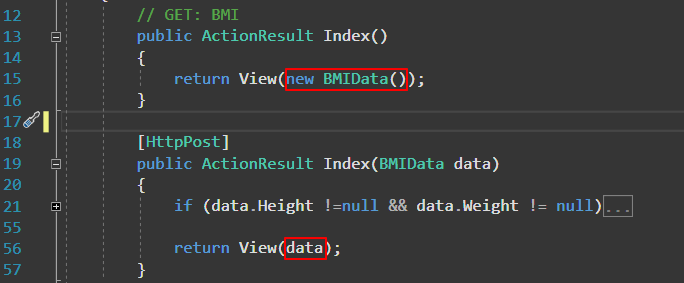 12 // GET: BMI
13 public ActionResult Index()
14 {
15 return View(new BMIData());
16 }
17
18 [HttpPost]
19 public ActionResult Index(BMIData data)
20 {
21 if (data.Height !=null && data.Weight != null)...
55
56 return View(data);
57 }